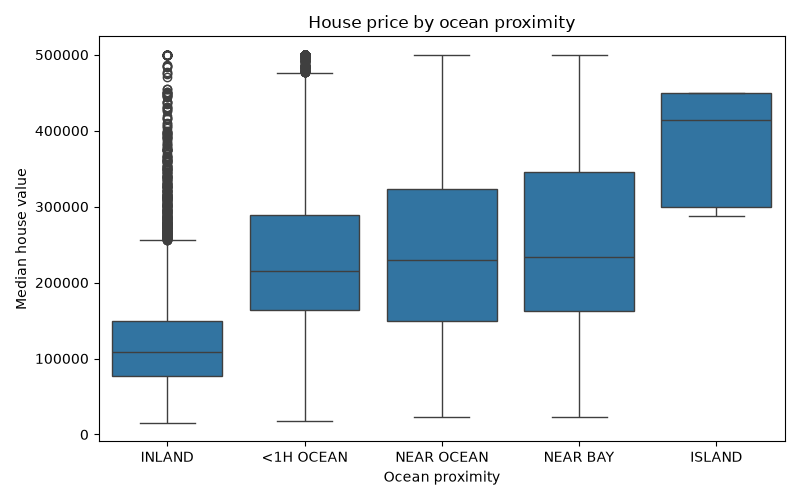 House price by ocean proximity
Median house value
500000
400000
300000
200000
100000
0
INLAND <1H OCEAN NEAR OCEAN NEAR BAY ISLAND
Ocean proximity